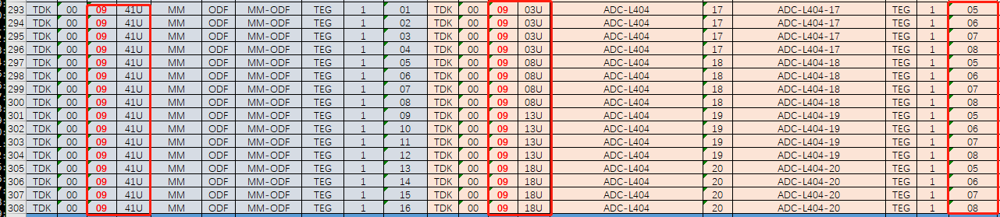 293 TDK 00 09 41U MM ODF MM-ODF TEG 1 01 TDK 00 09 03U ADC-L404 17 ADC-L404-17 TEG 1 05
294 TDK 00 09 41U MM ODF MM-ODF TEG 1 02 TDK 00 09 03U ADC-L404 17 ADC-L404-17 TEG 1 06
295 TDK 00 09 41U MM ODF MM-ODF TEG 1 03 TDK 00 09 03U ADC-L404 17 ADC-L404-17 TEG 1 07
296 TDK 00 09 41U MM ODF MM-ODF TEG 1 04 TDK 00 09 03U ADC-L404 17 ADC-L404-17 TEG 1 08
297 TDK 00 09 41U MM ODF MM-ODF TEG 1 05 TDK 00 09 08U ADC-L404 18 ADC-L404-18 TEG 1 05
298 TDK 00 09 41U MM ODF MM-ODF TEG 1 06 TDK 00 09 08U ADC-L404 18 ADC-L404-18 TEG 1 06
299 TDK 00 09 41U MM ODF MM-ODF TEG 1 07 TDK 00 09 08U ADC-L404 18 ADC-L404-18 TEG 1 07
300 TDK 00 09 41U MM ODF MM-ODF TEG 1 08 TDK 00 09 08U ADC-L404 18 ADC-L404-18 TEG 1 08
301 TDK 00 09 41U MM ODF MM-ODF TEG 1 09 TDK 00 09 13U ADC-L404 19 ADC-L404-19 TEG 1 05
302 TDK 00 09 41U MM ODF MM-ODF TEG 1 10 TDK 00 09 13U ADC-L404 19 ADC-L404-19 TEG 1 06
303 TDK 00 09 41U MM ODF MM-ODF TEG 1 11 TDK 00 09 13U ADC-L404 19 ADC-L404-19 TEG 1 07
304 TDK 00 09 41U MM ODF MM-ODF TEG 1 12 TDK 00 09 13U ADC-L404 19 ADC-L404-19 TEG 1 08
305 TDK 00 09 41U MM ODF MM-ODF TEG 1 13 TDK 00 09 18U ADC-L404 20 ADC-L404-20 TEG 1 05
306 TDK 00 09 41U MM ODF MM-ODF TEG 1 14 TDK 00 09 18U ADC-L404 20 ADC-L404-20 TEG 1 06
307 TDK 00 09 41U MM ODF MM-ODF TEG 1 15 TDK 00 09 18U ADC-L404 20 ADC-L404-20 TEG 1 07
308 TDK 00 09 41U MM ODF MM-ODF TEG 1 16 TDK 00 09 18U ADC-L404 20 ADC-L404-20 TEG 1 08